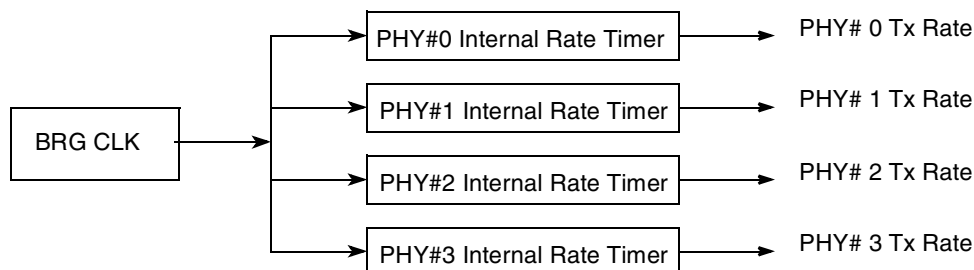 PHY#0 Internal Rate Timer
PHY# 0 Tx Rate
PHY#1 Internal Rate Timer
PHY# 1 Tx Rate
BRG CLK
PHY#2 Internal Rate Timer
PHY# 2 Tx Rate
PHY#3 Internal Rate Timer
PHY# 3 Tx Rate